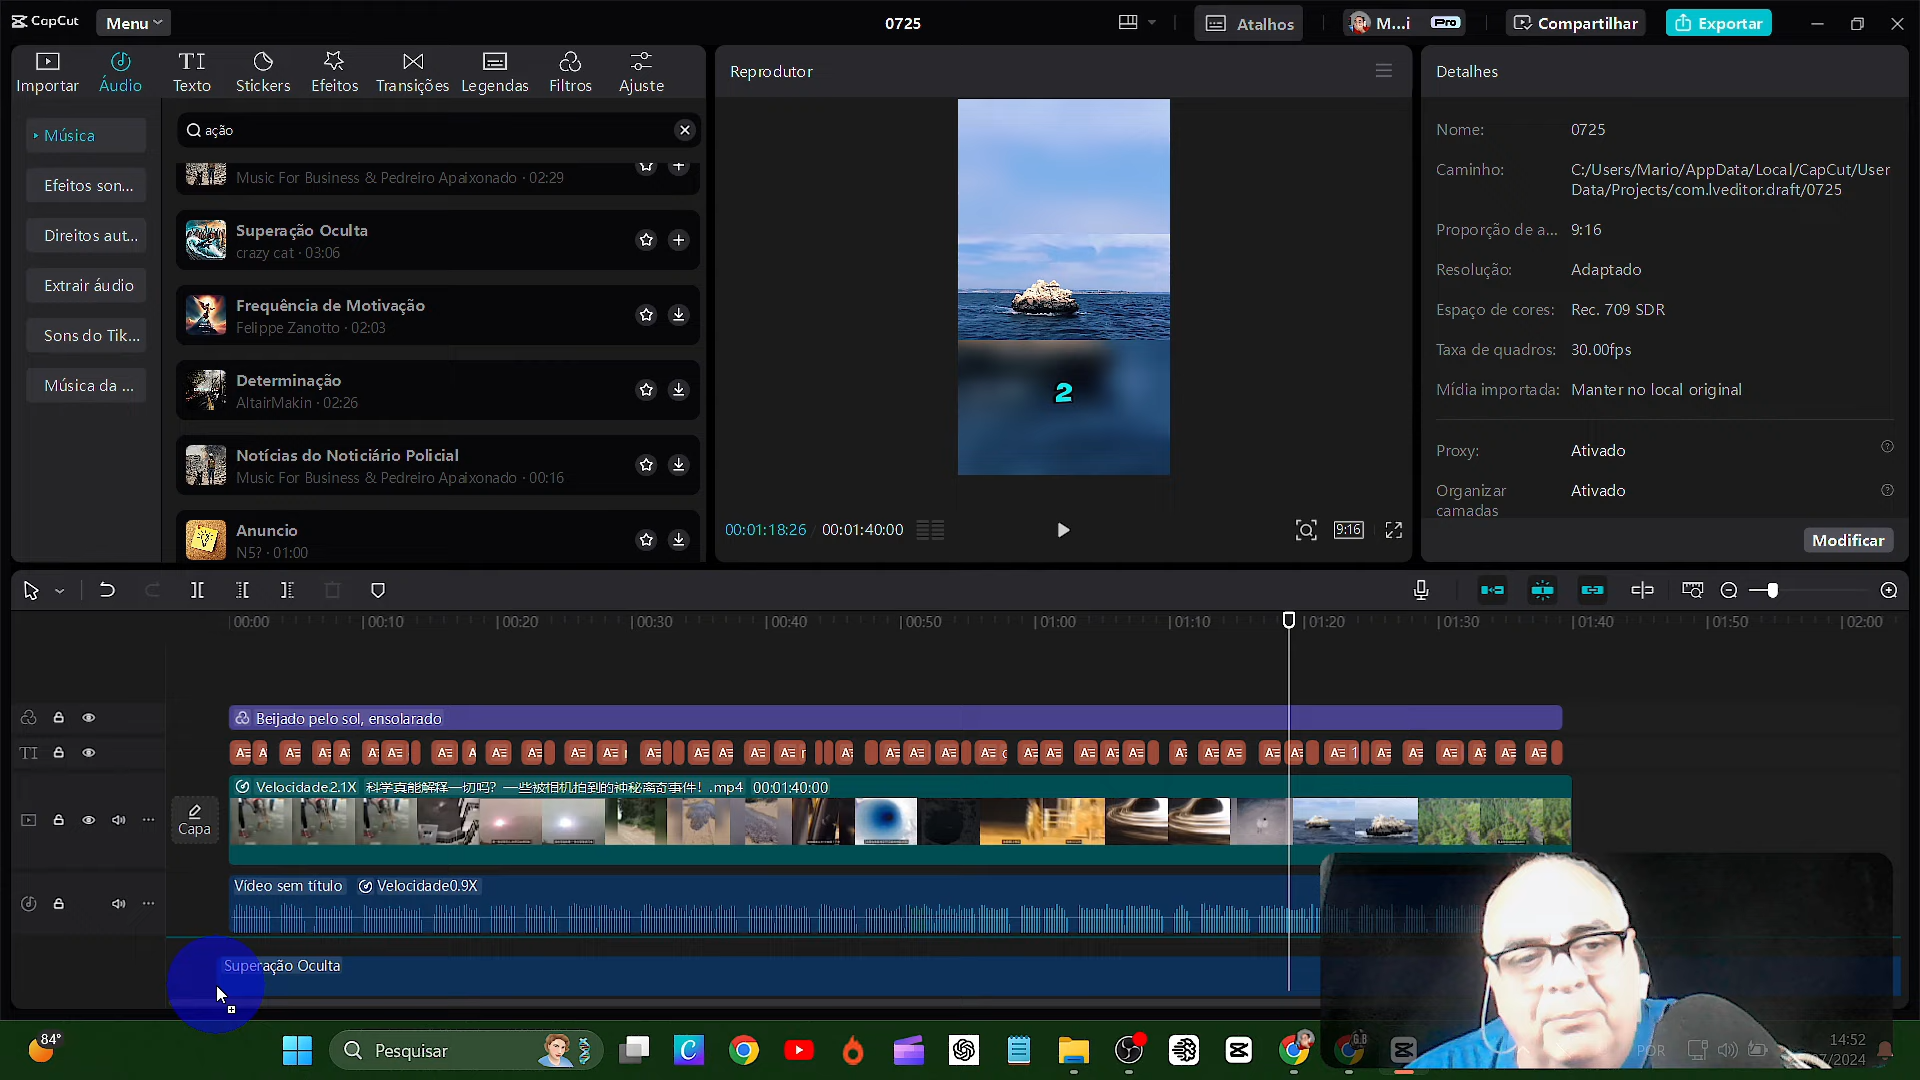 CapCut
Menu
0725
Atalhos
M...i
Pro
Compartilhar
Exportar
Importar
Áudio
Texto
Stickers
Efeitos
Transições
Legendas
Filtros
Ajuste
Reprodutor
Detalhes
Música
Efeitos son...
Direitos aut...
Extrair áudio
Sons do Tik...
Música da ...
ação
Music For Business & Pedreiro Apaixonado · 02:29
Superação Oculta
crazy cat · 03:06
Frequência de Motivação
Felippe Zanotto · 02:03
Determinação
AltairMakin · 02:26
Notícias do Noticiário Policial
Music For Business & Pedreiro Apaixonado · 00:16
Anuncio
N5? · 01:00
2
00:01:18:26
00:01:40:00
9:16
Nome: 0725
Caminho: C:/Users/Mario/AppData/Local/CapCut/User
Data/Projects/com.lveditor.draft/0725
Proporção de a... 9:16
Resolução: Adaptado
Espaço de cores: Rec. 709 SDR
Taxa de quadros: 30.00fps
Mídia importada: Manter no local original
Proxy: Ativado
Organizar
camadas
Ativado
Modificar
00:00 00:10 00:20 00:30 00:40 00:50 01:00 01:10 01:20 01:30 01:40 01:50 02:00
Beijado pelo sol, ensolarado
Velocidade2.1X 科学真能解释一切吗？一些被相机拍到的神秘离奇事件！.mp4 00:01:40:00
Capa
Vídeo sem título Velocidade0.9X
Superação Oculta
84°
Pesquisar
POR
14:52
/07/2024